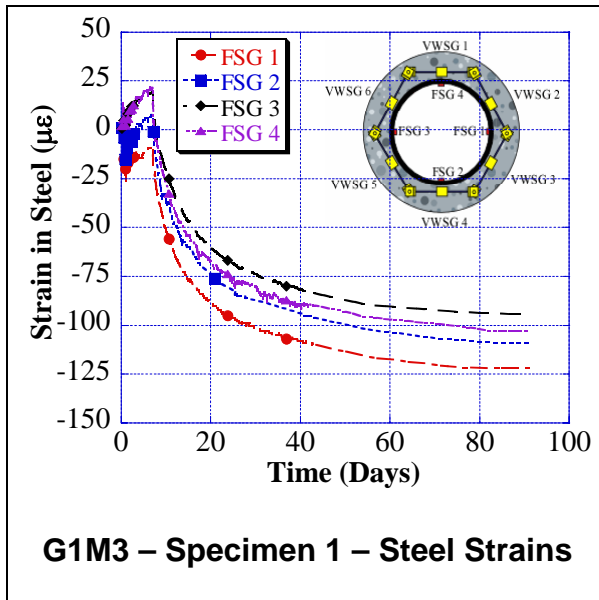 50
25
0
-25
-50
-75
-100
-125
-150
Strain in Steel (με)
FSG 1
FSG 2
FSG 3
FSG 4
VWSG 1
VWSG 6
VWSG 2
FSG 4
FSG 3
FSG 1
FSG 2
VWSG 5
VWSG 3
VWSG 4
0 20 40 60 80 100
Time (Days)
G1M3 – Specimen 1 – Steel Strains